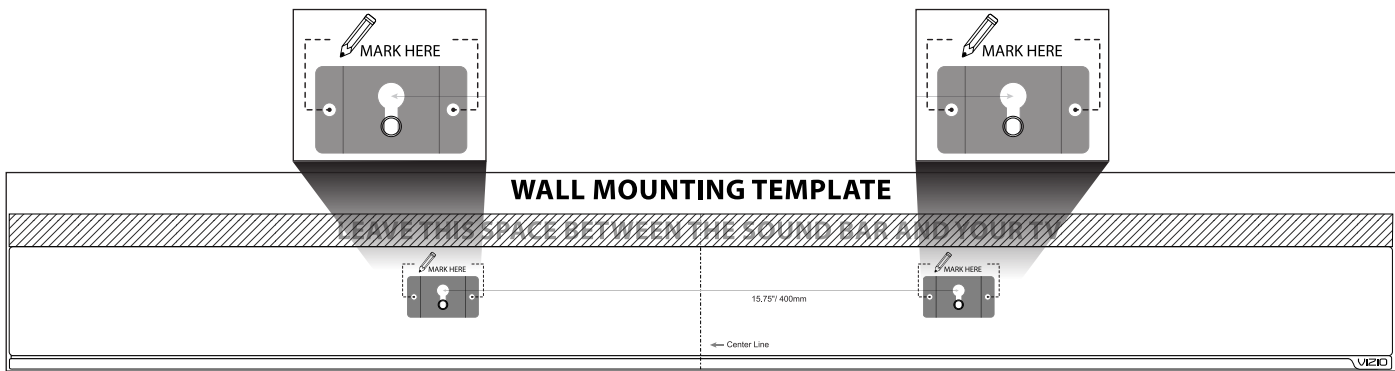 MARK HERE
MARK HERE
WALL MOUNTING TEMPLATE
LEAVE THIS SPACE BETWEEN THE SOUND BAR AND YOUR TV
MARK HERE
MARK HERE
15.75"/ 400mm
Center Line
VIZIO